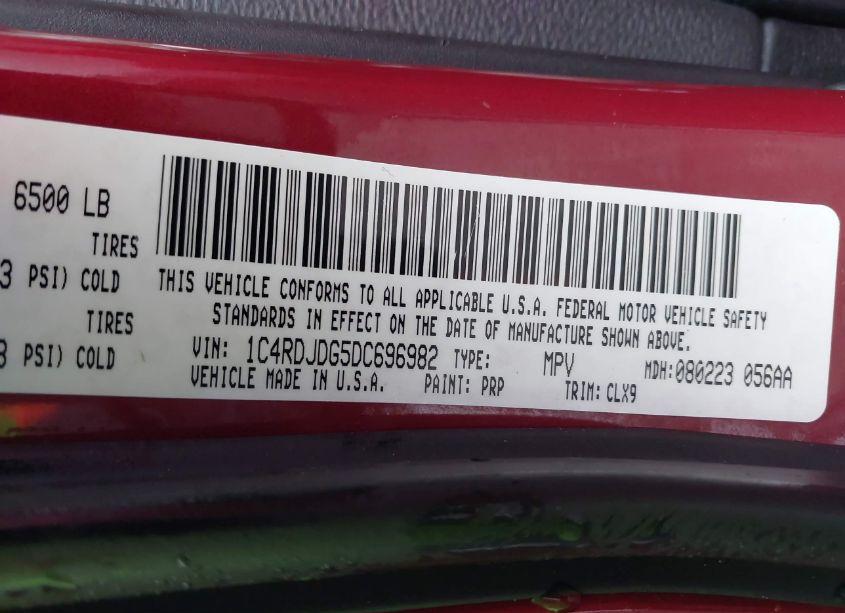 6500 LB
TIRES
3 PSI) COLD
THIS VEHICLE CONFORMS TO ALL APPLICABLE U.S.A. FEDERAL MOTOR VEHICLE SAFETY
STANDARDS IN EFFECT ON THE DATE OF MANUFACTURE SHOWN ABOVE.
TIRES
8 PSI) COLD
VIN: 1C4RDJDG5DC696982 TYPE: MPV MDH:080223 056AA
VEHICLE MADE IN U.S.A. PAINT: PRP TRIM: CLX9